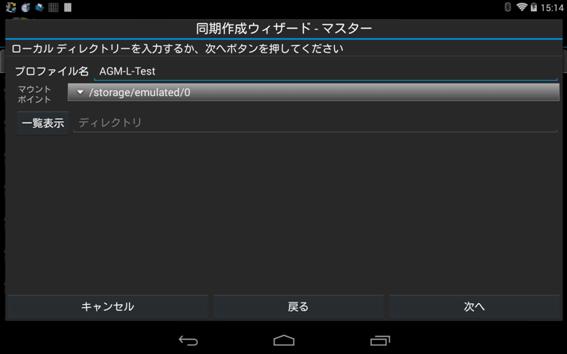 15:14
同期作成ウィザード - マスター
ローカル ディレクトリーを入力するか、次へボタンを押してください
プロファイル名 AGM-L-Test
マウント
ポイント
/storage/emulated/0
一覧表示 ディレクトリ
キャンセル 戻る 次へ